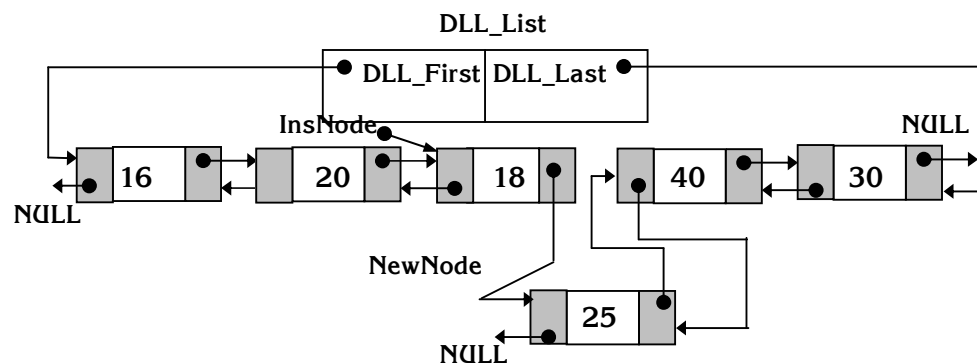 DLL_List
DLL_First DLL_Last
InsNode
NULL
16 20 18 40 30
NULL
NewNode
25
NULL